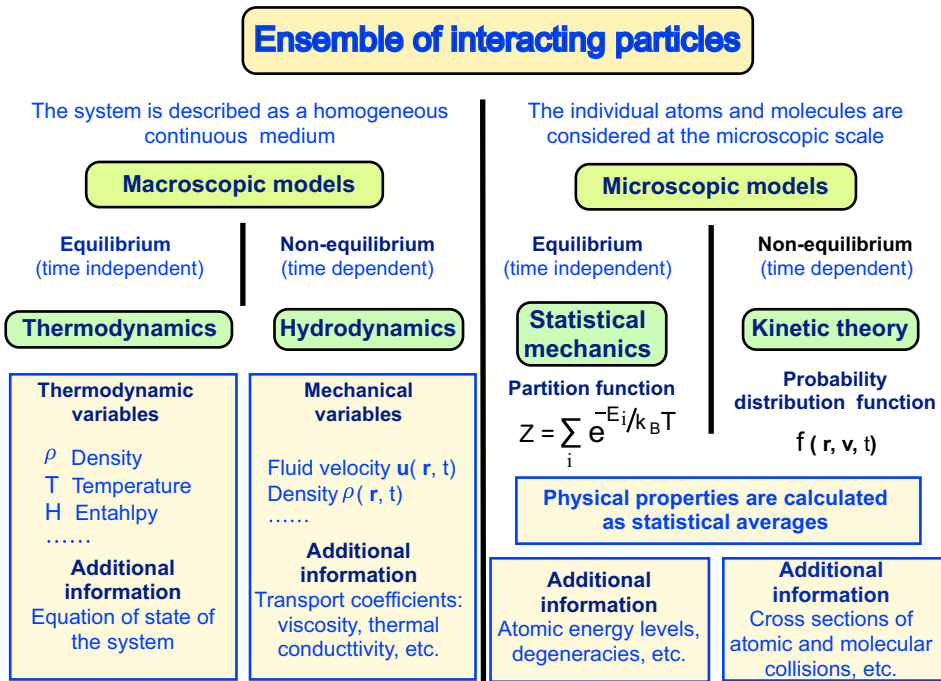 Ensemble of interacting particles
The system is described as a homogeneous
continuous medium
Macroscopic models
Equilibrium
(time independent)
Thermodynamics
Thermodynamic
variables
ρ Density
T Temperature
H Entahlpy
......
Additional
information
Equation of state of
the system
Non-equilibrium
(time dependent)
Hydrodynamics
Mechanical
variables
Fluid velocity u( r, t)
Density ρ( r, t)
......
Additional
information
Transport coefficients:
viscosity, thermal
conducttivity, etc.
The individual atoms and molecules are
considered at the microscopic scale
Microscopic models
Equilibrium
(time independent)
Statistical
mechanics
Partition function
Z = ∑_i e^{-E_i/k_B T}
Non-equilibrium
(time dependent)
Kinetic theory
Probability
distribution function
f ( r, v, t)
Physical properties are calculated
as statistical averages
Additional
information
Atomic energy levels,
degeneracies, etc.
Additional
information
Cross sections of
atomic and molecular
collisions, etc.